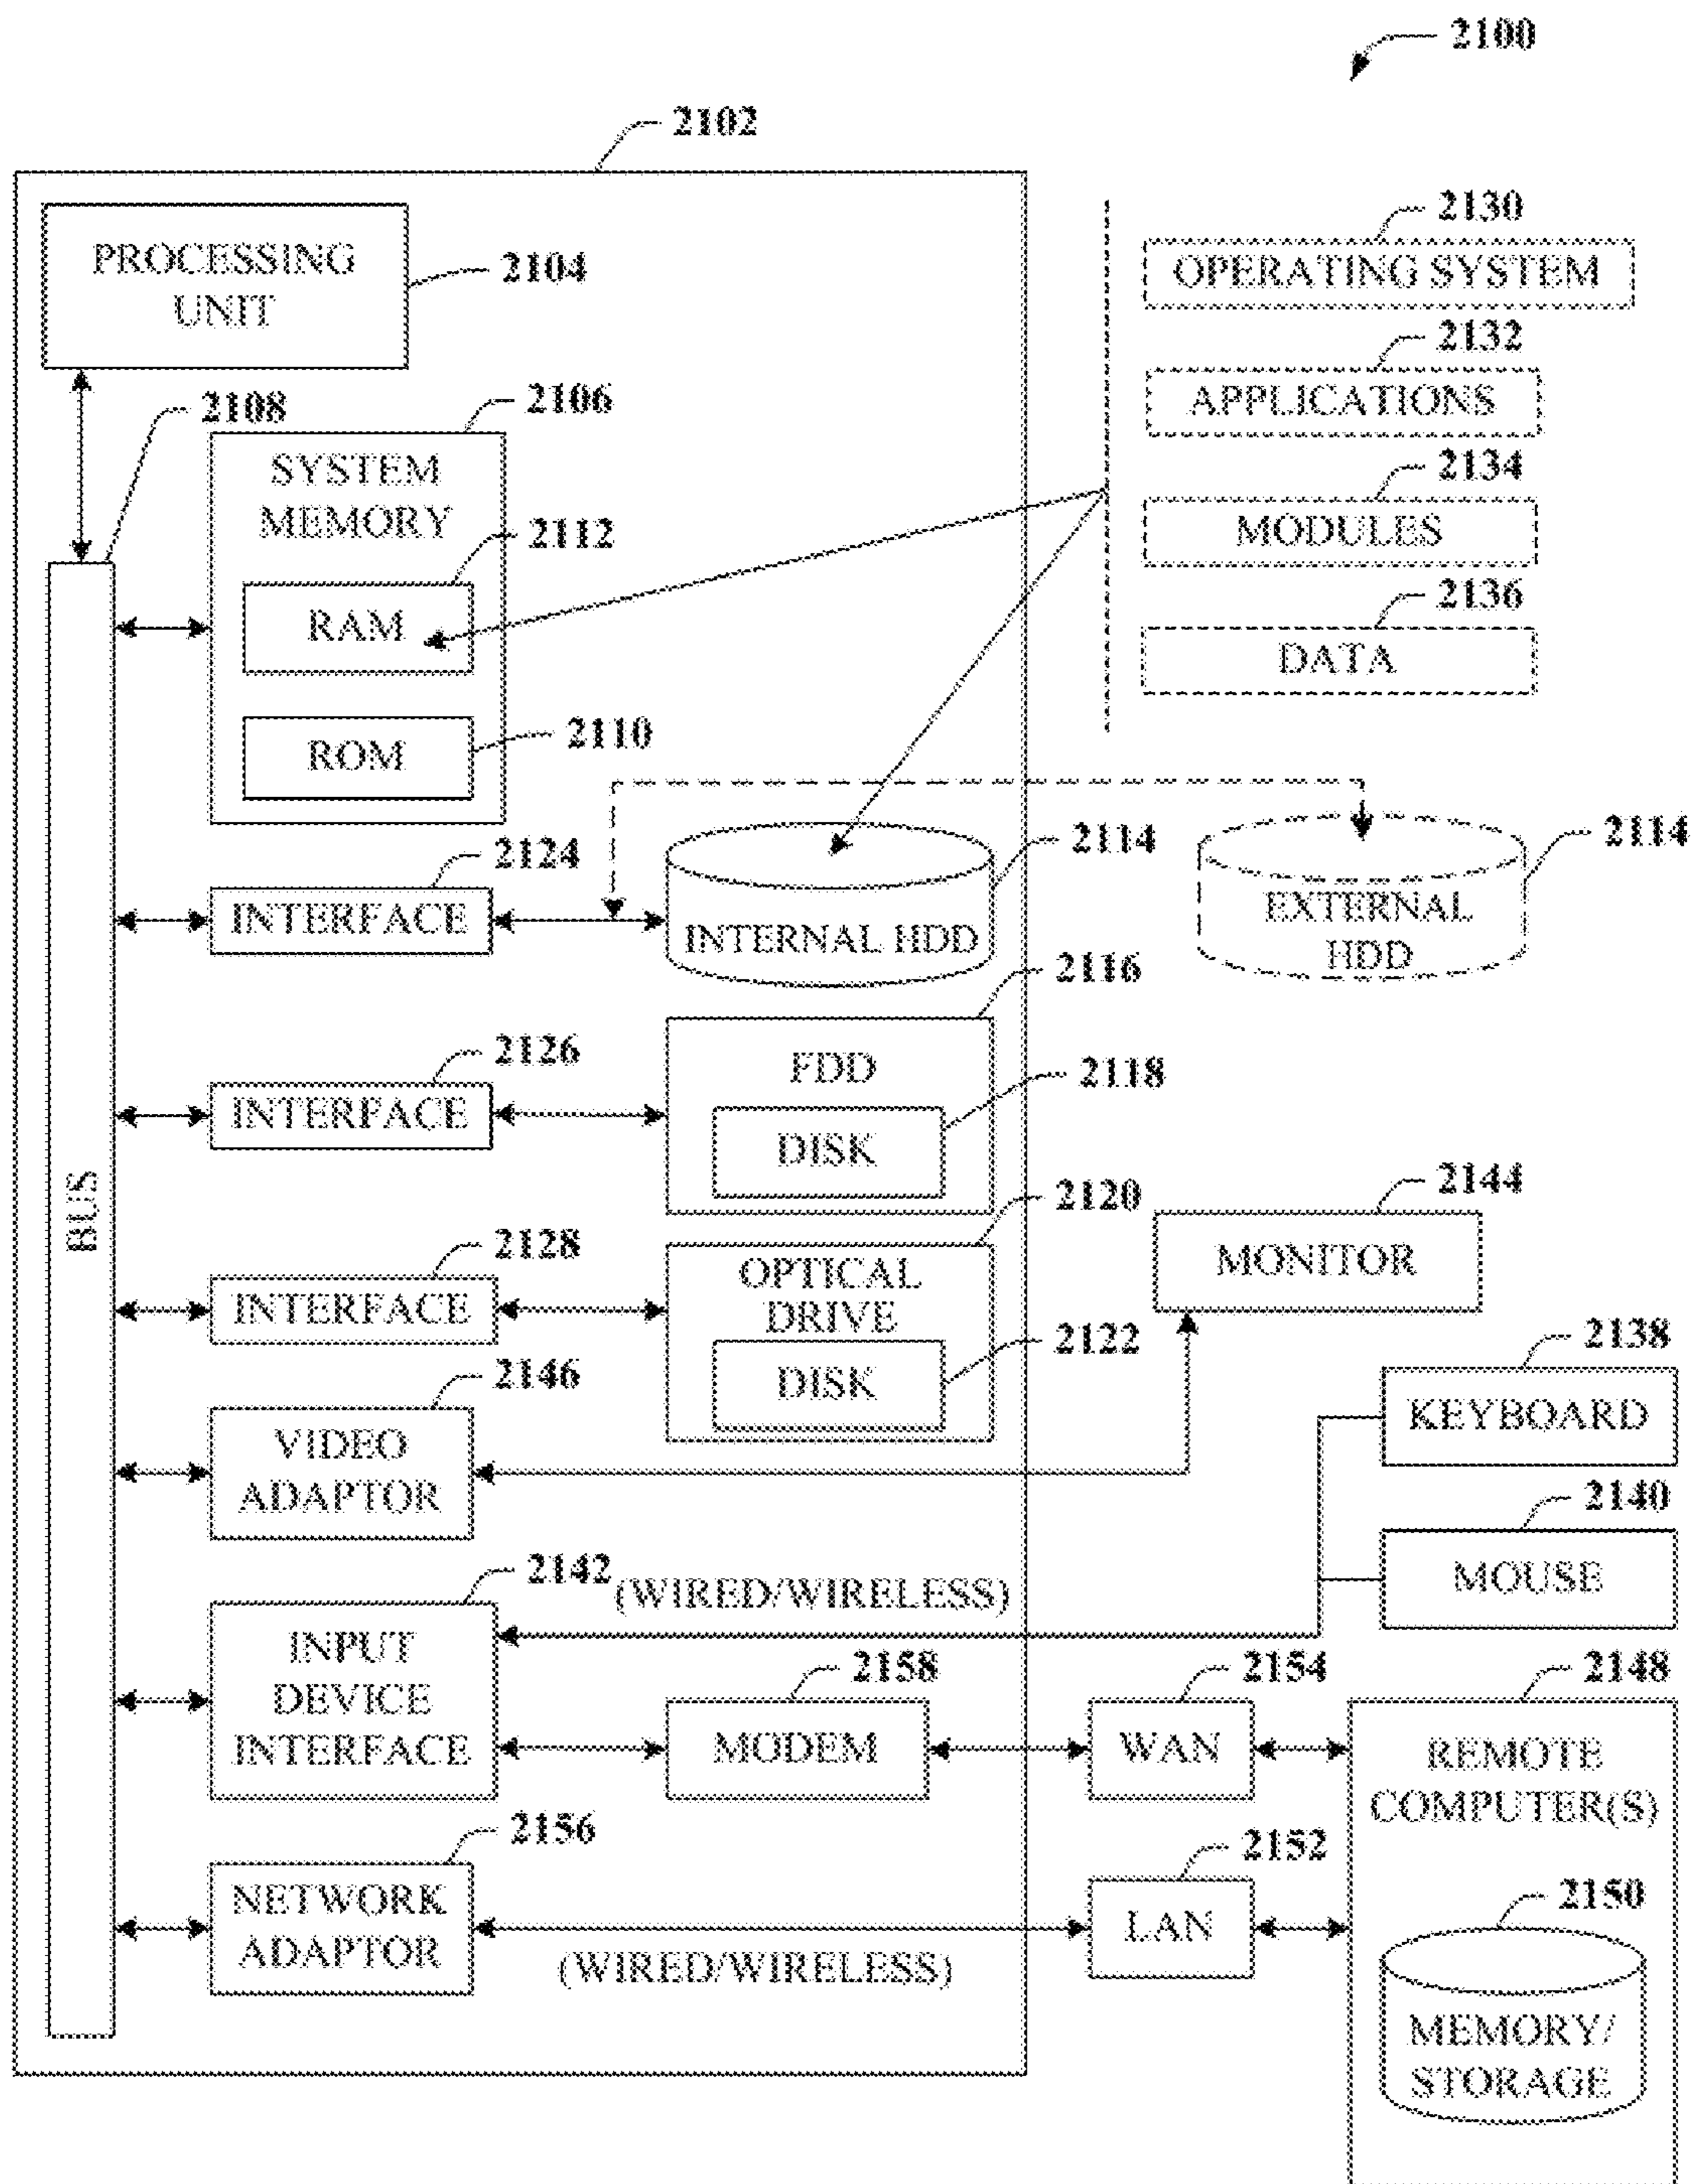 2100
2102
PROCESSING
UNIT
2104
2130
OPERATING SYSTEM
2132
APPLICATIONS
2134
MODULES
2136
DATA
2108
2106
SYSTEM
MEMORY
2112
RAM
2110
ROM
2124
INTERFACE
2114
INTERNAL HDD
2114
EXTERNAL
HDD
2116
2126
INTERFACE
FDD
2118
DISK
BUS
2120
2128
INTERFACE
OPTICAL
DRIVE
2122
DISK
2144
MONITOR
2138
KEYBOARD
2146
VIDEO
ADAPTOR
2140
MOUSE
2142
(WIRED/WIRELESS)
INPUT
DEVICE
INTERFACE
2158
MODEM
2154
WAN
2148
REMOTE
COMPUTER(S)
2156
NETWORK
ADAPTOR
(WIRED/WIRELESS)
2152
LAN
2150
MEMORY/
STORAGE